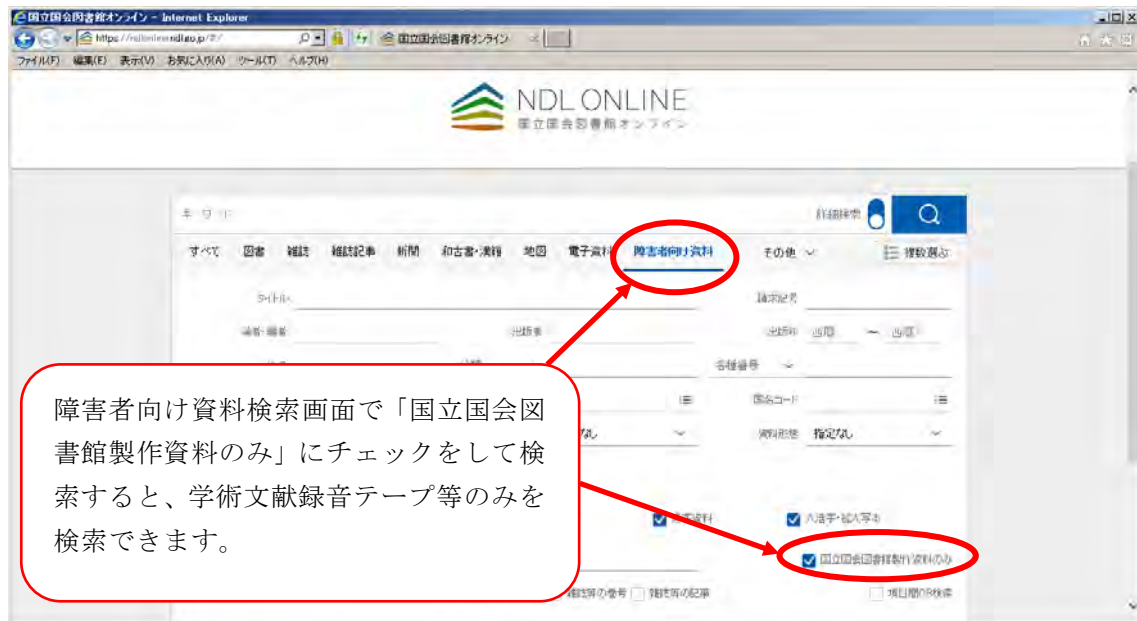 国立国会図書館オンライン - Internet Explorer
国立国会図書館オンライン
ファイル(F) 編集(E) 表示(V) お気に入り(A) ツール(T) ヘルプ(H)
NDL ONLINE
国立国会図書館オンライン
キーワード 詳細検索
すべて 図書 雑誌 雑誌記事 新聞 和古書・漢籍 地図 電子資料 障害者向け資料 その他 複数選ぶ
タイトル 請求記号
著者・編者 出版者 出版年 西暦 ～ 西暦
分類 各種番号
国名コード
資料形態 指定なし
障害者向け資料検索画面で「国立国会図
書館製作資料のみ」にチェックをして検
索すると、学術文献録音テープ等のみを
検索できます。
大活字・拡大写本
国立国会図書館製作資料のみ
雑誌等の巻号 雑誌等の記事 項目間OR検索